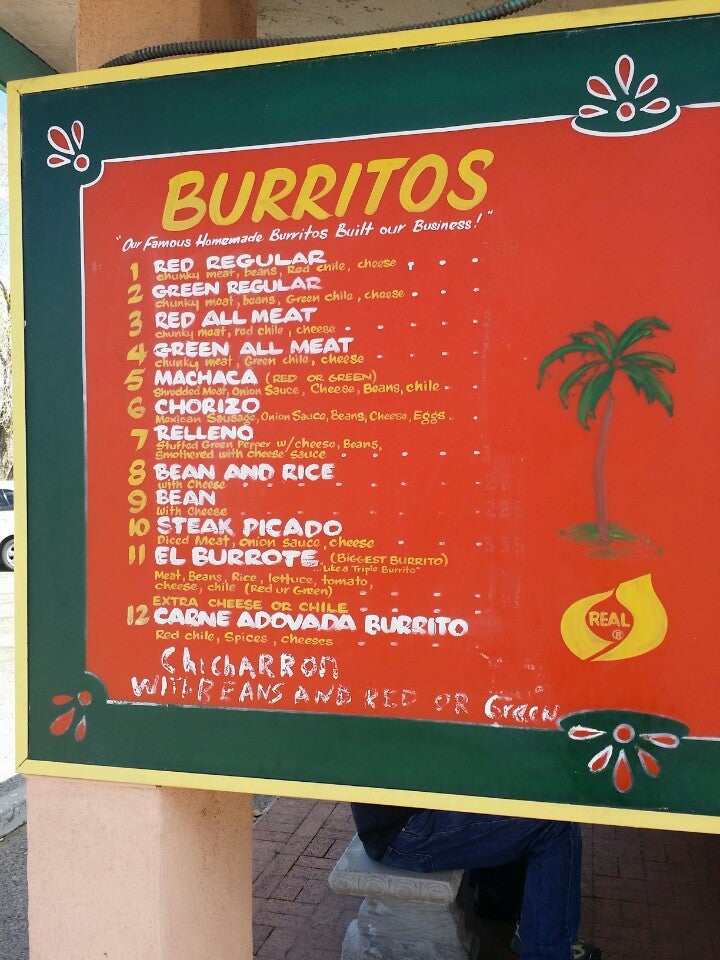 BURRITOS
"Our Famous Homemade Burritos Built our Business!"
1 RED REGULAR
chunky meat, beans, Red chile, cheese
2 GREEN REGULAR
chunky meat, beans, Green chile, cheese
3 RED ALL MEAT
chunky meat, red chile, cheese
4 GREEN ALL MEAT
chunky meat, Green chile, cheese
5 MACHACA (RED OR GREEN)
Shredded Meat, Onion Sauce, Cheese, Beans, chile
6 CHORIZO
Mexican Sausage, Onion Sauce, Beans, Cheese, Eggs
7 RELLENO
Stuffed Green Pepper w/cheese, Beans,
Smothered with cheese sauce
8 BEAN AND RICE
with Cheese
9 BEAN
With Cheese
10 STEAK PICADO
Diced Meat, onion sauce, cheese
11 EL BURROTE (BIGGEST BURRITO)
...Like a Triple Burrito"
Meat, Beans, Rice, lettuce, tomato,
cheese, chile (Red ur Green)
EXTRA CHEESE OR CHILE
12 CARNE ADOVADA BURRITO
Red chile, Spices, cheeses
ChicHARRON
WITH BEANS AND RED OR Green
REAL ®